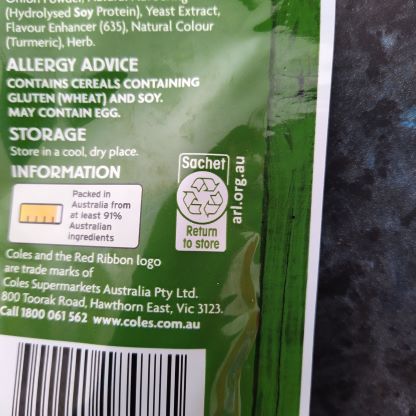 Onion Powder, Natural Flavouring
(Hydrolysed Soy Protein), Yeast Extract,
Flavour Enhancer (635), Natural Colour
(Turmeric), Herb.
ALLERGY ADVICE
CONTAINS CEREALS CONTAINING
GLUTEN (WHEAT) AND SOY.
MAY CONTAIN EGG.
STORAGE
Store in a cool, dry place.
INFORMATION
Packed in
Australia from
at least 91%
Australian
ingredients
Sachet
Return
to store
arl.org.au
Coles and the Red Ribbon logo
are trade marks of
Coles Supermarkets Australia Pty Ltd.
800 Toorak Road, Hawthorn East, Vic 3123.
Call 1800 061 562 www.coles.com.au